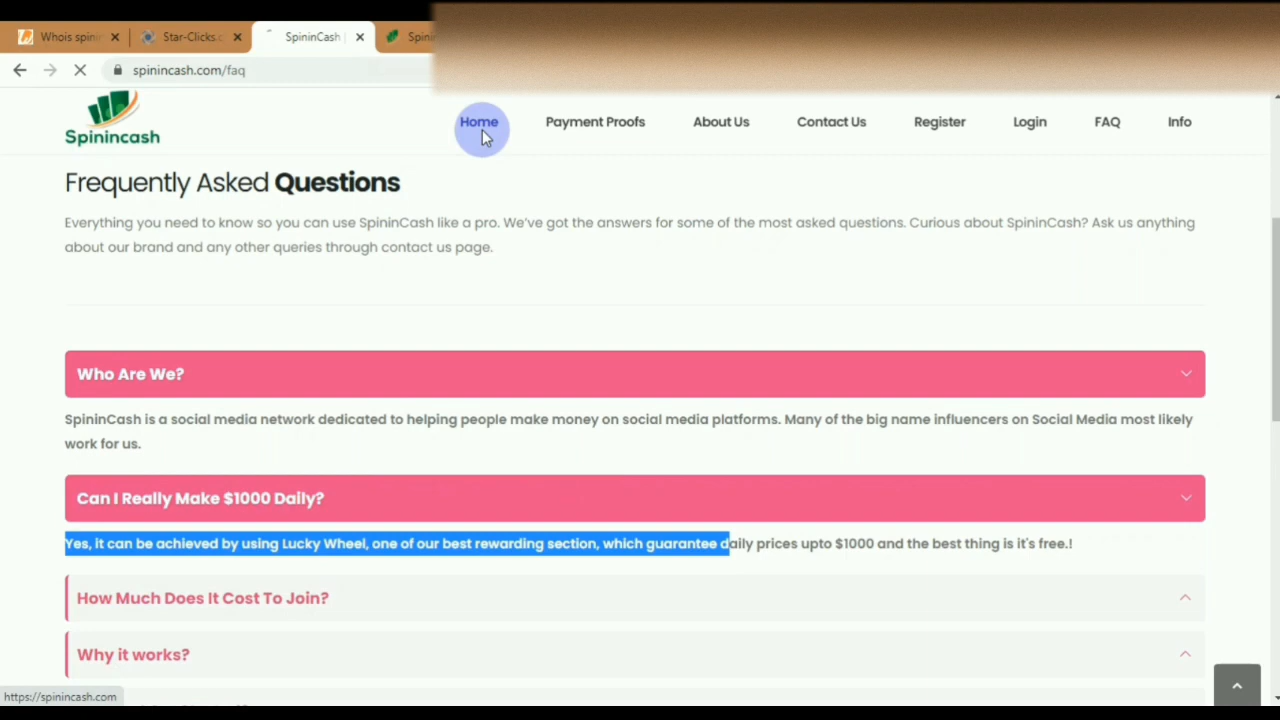 Whois spinin
Star-Clicks.c
SpininCash
Spinin
spinincash.com/faq
Spinincash
Home
Payment Proofs
About Us
Contact Us
Register
Login
FAQ
Info
Frequently Asked Questions
Everything you need to know so you can use SpininCash like a pro. We've got the answers for some of the most asked questions. Curious about SpininCash? Ask us anything
about our brand and any other queries through contact us page.
Who Are We?
SpininCash is a social media network dedicated to helping people make money on social media platforms. Many of the big name influencers on Social Media most likely
work for us.
Can I Really Make $1000 Daily?
Yes, it can be achieved by using Lucky Wheel, one of our best rewarding section, which guarantee daily prices upto $1000 and the best thing is it's free.!
How Much Does It Cost To Join?
Why it works?
https://spinincash.com